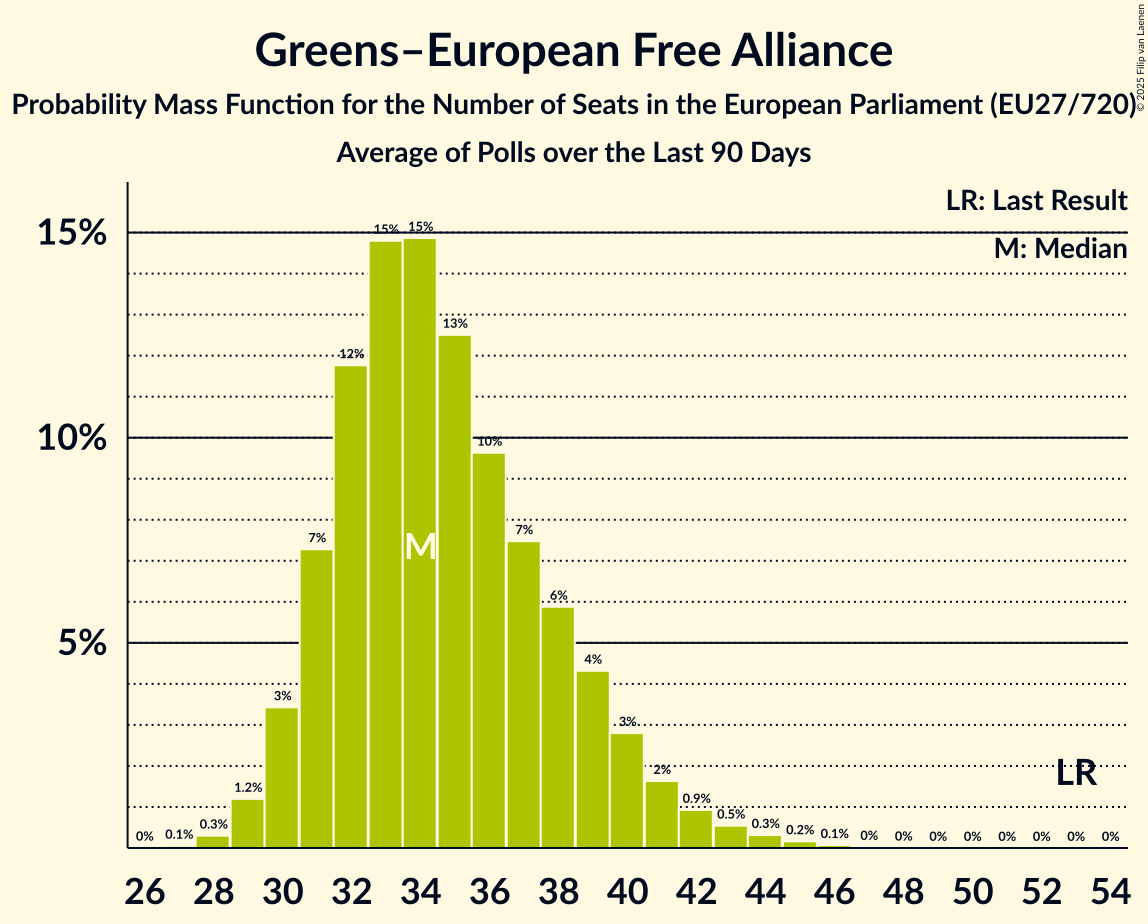 Greens–European Free Alliance
Probability Mass Function for the Number of Seats in the European Parliament (EU27/720)
Average of Polls over the Last 90 Days
© 2025 Filip van Laenen
LR: Last Result
M: Median
15%
10%
5%
0% 0.1% 0.3% 1.2% 3% 7% 12% 15% 15% 13% 10% 7% 6% 4% 3% 2% 0.9% 0.5% 0.3% 0.2% 0.1% 0% 0% 0% 0% 0% 0% 0% 0%
M
LR
26 28 30 32 34 36 38 40 42 44 46 48 50 52 54